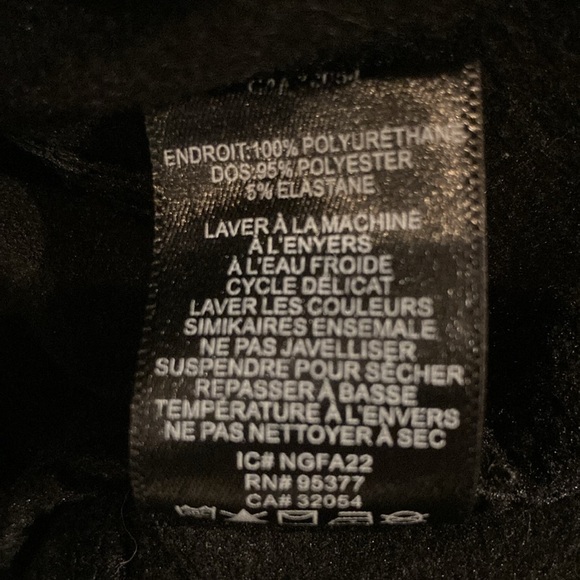 ENDROIT:100% POLYURÉTHANE
DOS:95% POLYESTER
5% ÉLASTANE
LAVER À LA MACHINE
À L'ENYERS
À L'EAU FROIDE
CYCLE DÉLICAT
LAVER LES COULEURS
SIMIKAIRES ENSEMALE
NE PAS JAVELLISER
SUSPENDRE POUR SÉCHER
REPASSER À BASSE
TEMPÉRATURE À L'ENVERS
NE PAS NETTOYER À SEC
IC# NGFA22
RN# 95377
CA# 32054